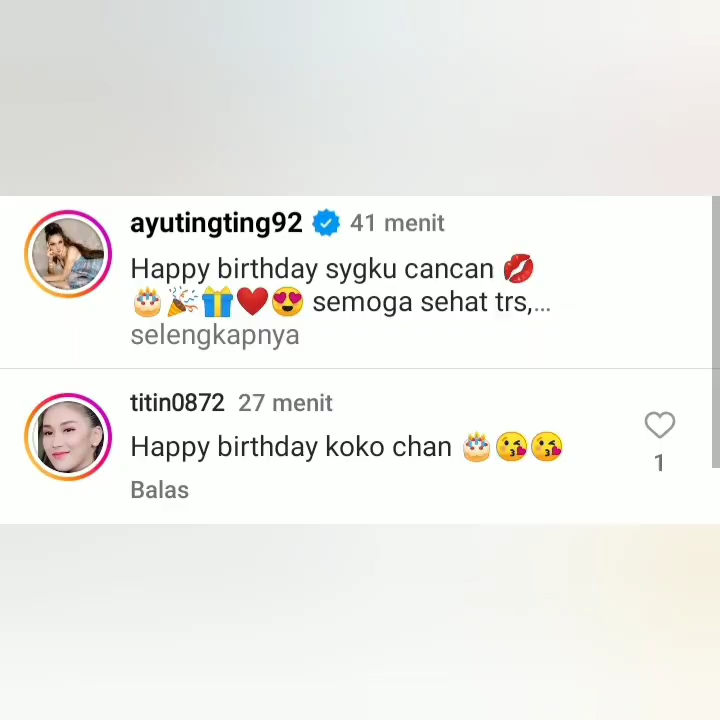 ayutingting92 41 menit
Happy birthday sygku cancan 💋
🎂🎉🎁❤️😍 semoga sehat trs,...
selengkapnya
titin0872 27 menit
Happy birthday koko chan 🎂😘😘
1
Balas